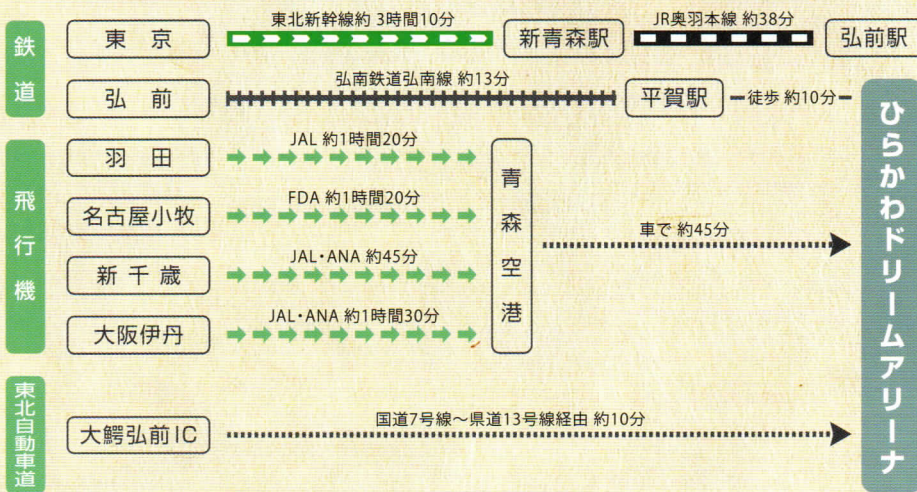 鉄道
東京
東北新幹線約 3時間10分
新青森駅
JR奥羽本線 約38分
弘前駅
弘前
弘南鉄道弘南線 約13分
平賀駅
徒歩 約10分
飛行機
羽田
JAL 約1時間20分
名古屋小牧
FDA 約1時間20分
新千歳
JAL・ANA 約45分
大阪伊丹
JAL・ANA 約1時間30分
青森空港
車で 約45分
東北自動車道
大鰐弘前IC
国道7号線～県道13号線経由 約10分
ひらかわドリームアリーナ